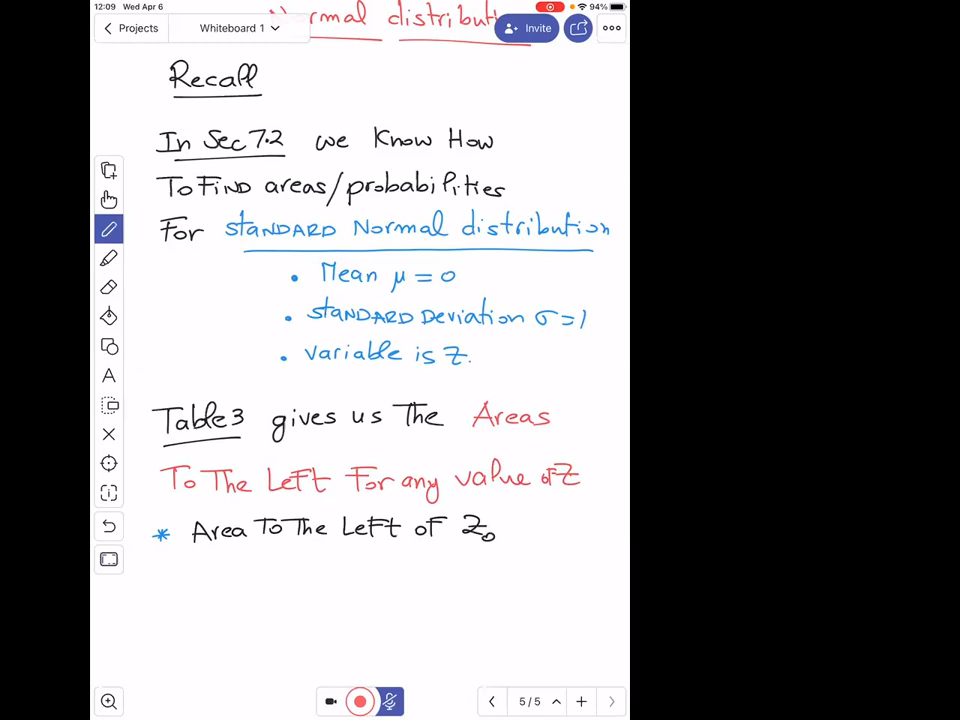 12:09 Wed Apr 6
94%
Normal distributi
Projects
Whiteboard 1
Invite
Recall
In Sec 7.2 we Know How
To FIND areas/probabilities
For STANDARD Normal distribution
• Mean μ = 0
• STANDARD Deviation σ = 1
• variable is Z.
Table 3 gives us The Areas
To The Left For any value of Z
* Area To The Left of Z₀
A
5/5